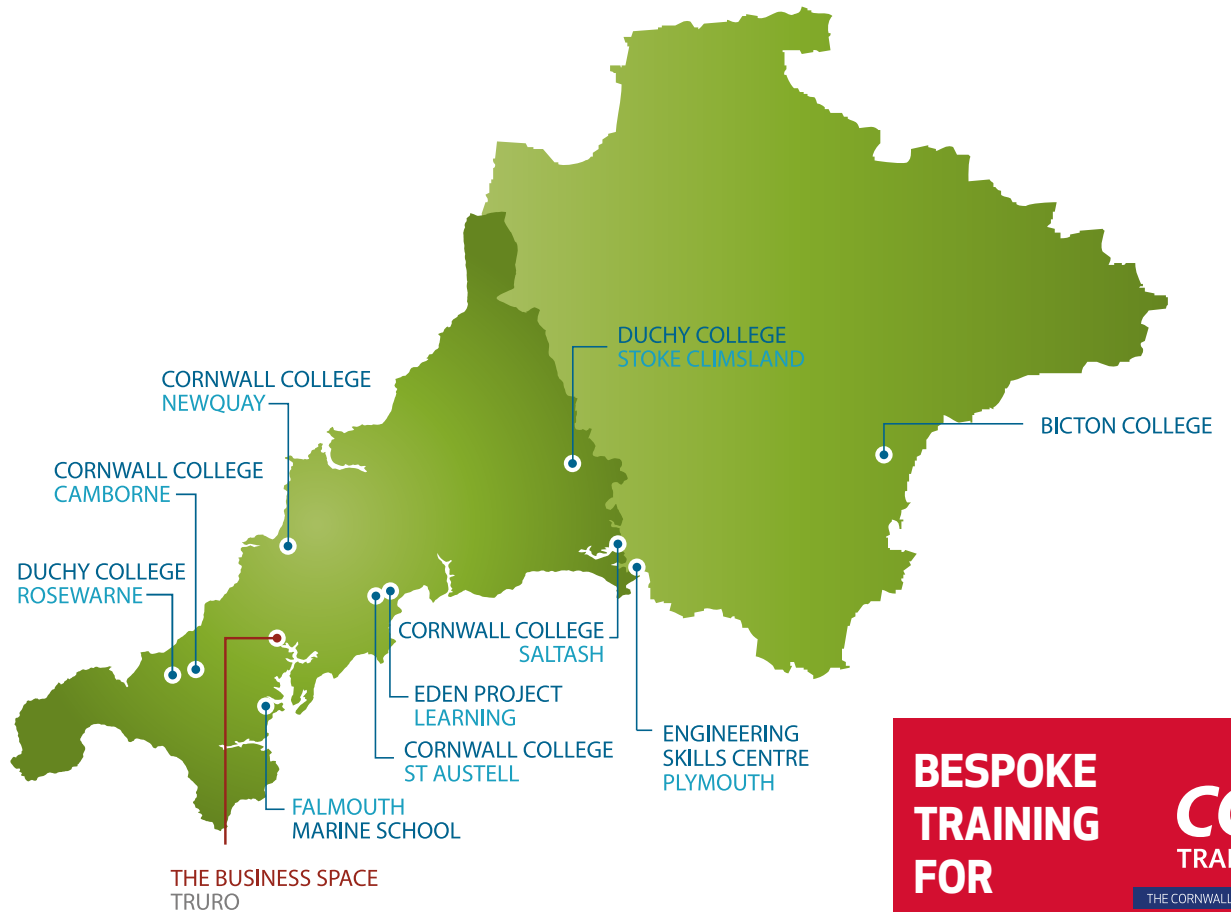 DUCHY COLLEGE
STOKE CLIMSLAND
CORNWALL COLLEGE
NEWQUAY
BICTON COLLEGE
CORNWALL COLLEGE
CAMBORNE
DUCHY COLLEGE
ROSEWARNE
CORNWALL COLLEGE
SALTASH
EDEN PROJECT
LEARNING
ENGINEERING
SKILLS CENTRE
PLYMOUTH
CORNWALL COLLEGE
ST AUSTELL
FALMOUTH
MARINE SCHOOL
THE BUSINESS SPACE
TRURO
BESPOKE
TRAINING
FOR
THE CORNWALL